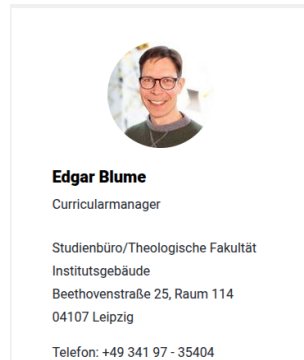 Edgar Blume
Curricularmanager
Studienbüro/Theologische Fakultät
Institutsgebäude
Beethovenstraße 25, Raum 114
04107 Leipzig
Telefon: +49 341 97 - 35404